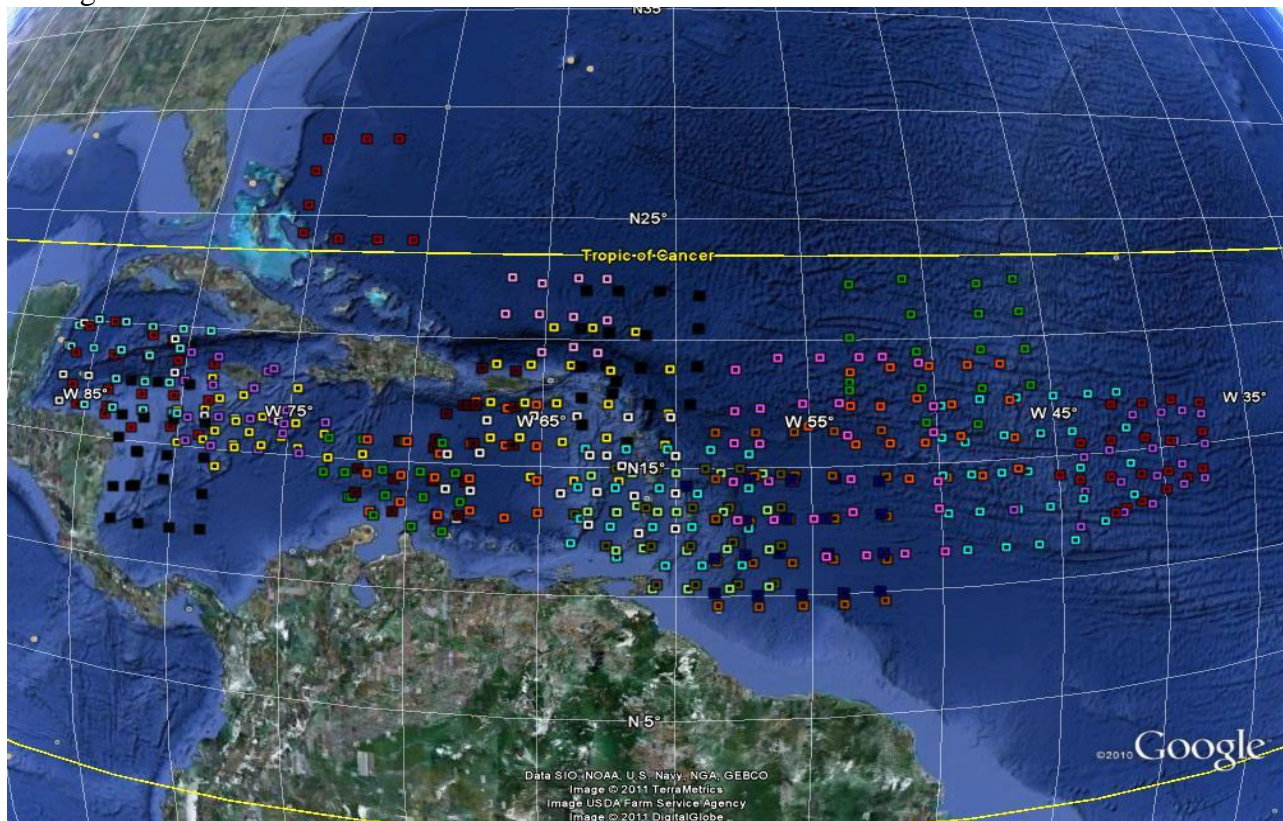 N35°
N25°
Tropic of Cancer
W 85°
W 75°
W 65°
W 55°
W 45°
W 35°
N15°
N 5°
©2010 Google
Data SIO, NOAA, U.S. Navy, NGA, GEBCO
Image © 2011 TerraMetrics
Image USDA Farm Service Agency
Image © 2011 DigitalGlobe